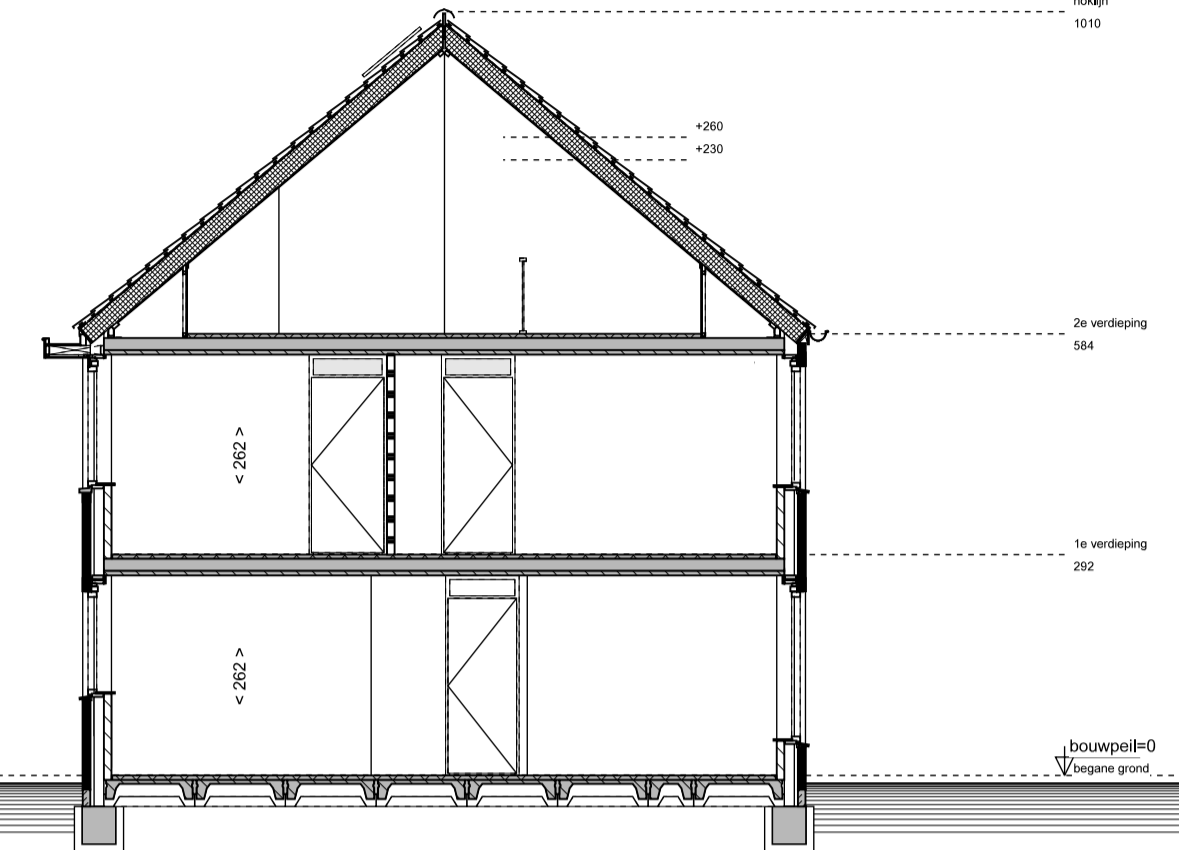 noklijn
1010
+260
+230
2e verdieping
584
< 262 >
1e verdieping
292
< 262 >
bouwpeil=0
begane grond